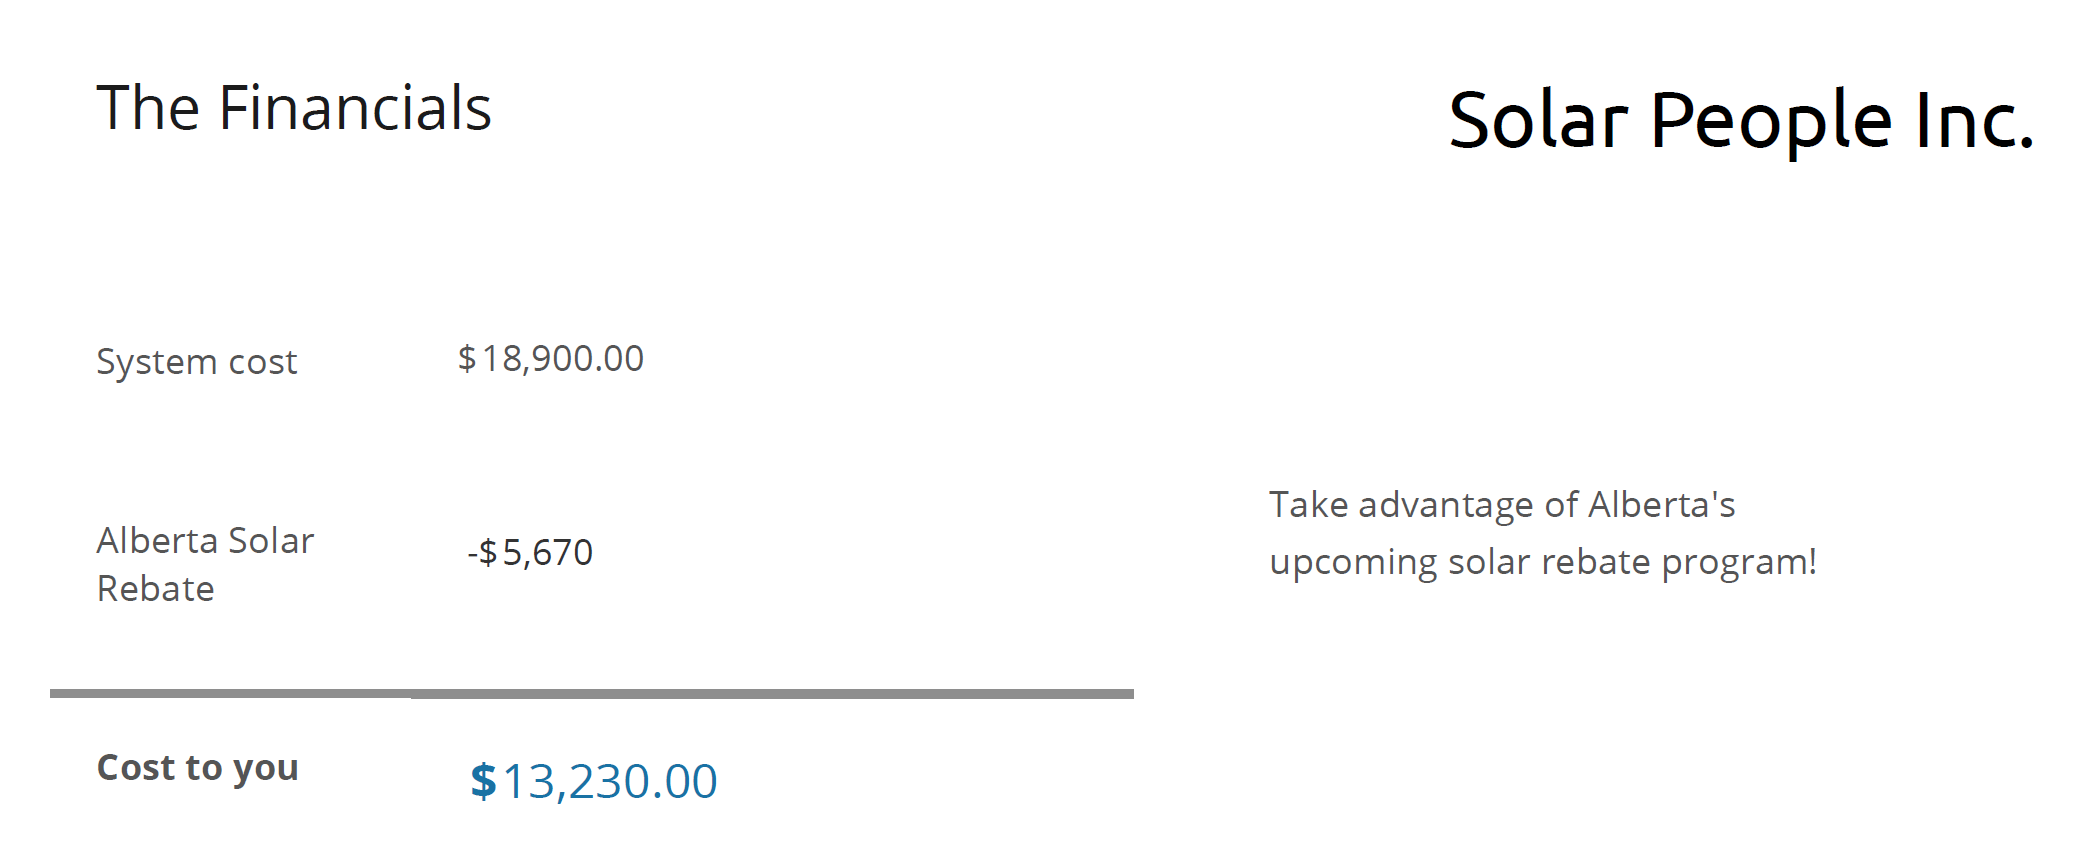 The Financials
Solar People Inc.
System cost
$18,900.00
Alberta Solar
Rebate
-$5,670
Take advantage of Alberta's
upcoming solar rebate program!
Cost to you
$13,230.00